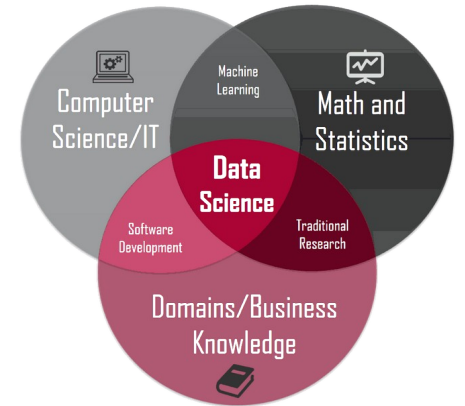 Machine
Learning
Computer
Science/IT
Math and
Statistics
Data
Science
Software
Development
Traditional
Research
Domains/Business
Knowledge